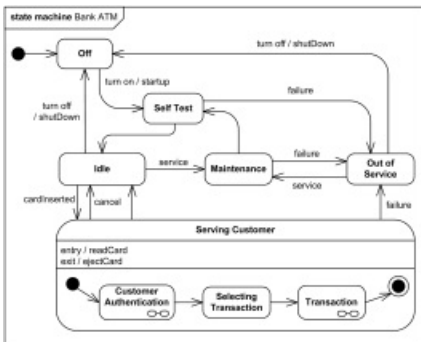 state machine Bank ATM
Off
turn off / shutDown
turn on / startup
turn off
/ shutDown
Self Test
failure
Idle
service
Maintenance
failure
service
Out of
Service
cardInserted
cancel
failure
Serving Customer
entry / readCard
exit / ejectCard
Customer
Authentication
Selecting
Transaction
Transaction